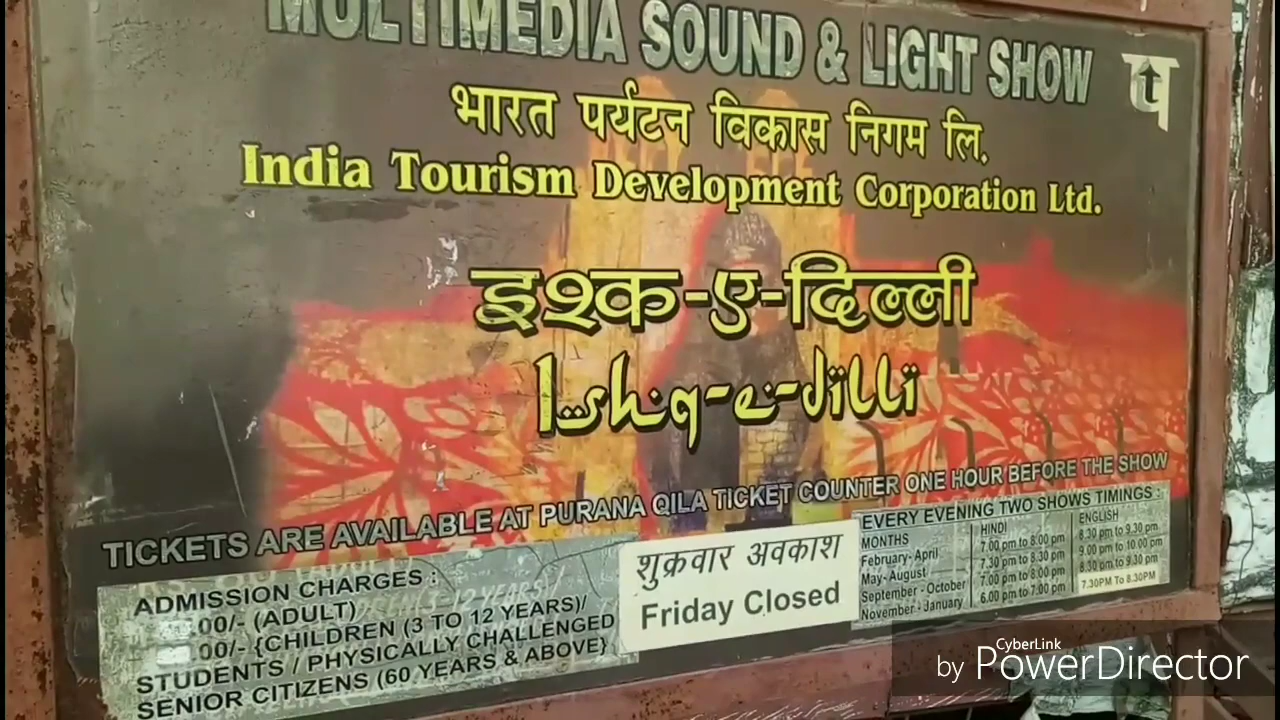 MULTIMEDIA SOUND & LIGHT SHOW
भारत पर्यटन विकास निगम लि.
India Tourism Development Corporation Ltd.
इश्क-ए-दिल्ली
Ishq-e-dilli
TICKETS ARE AVAILABLE AT PURANA QILA TICKET COUNTER ONE HOUR BEFORE THE SHOW
ADMISSION CHARGES :
00/- (ADULT)
00/- {CHILDREN (3 TO 12 YEARS)/
STUDENTS / PHYSICALLY CHALLENGED
SENIOR CITIZENS (60 YEARS & ABOVE)}
शुक्रवार अवकाश
Friday Closed
EVERY EVENING TWO SHOWS TIMINGS :
MONTHS HINDI ENGLISH
February- April 7.00 pm to 8:00 pm 8.30 pm to 9.30 pm
May- August 7.30 pm to 8.30 pm 9.00 pm to 10.00 pm
September - October 7.00 pm to 8:00 pm 8.30 pm to 9.30 pm
November - January 6.00 pm to 7:00 pm 7.30PM To 8.30PM
CyberLink
by PowerDirector